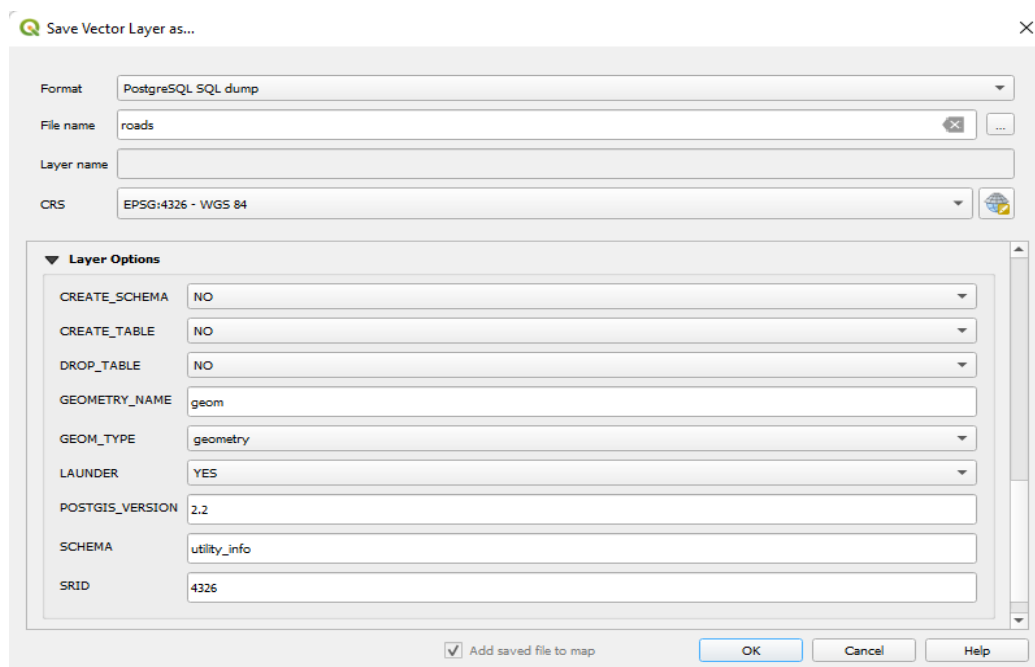 Save Vector Layer as...
Format PostgreSQL SQL dump
File name roads ...
Layer name
CRS EPSG:4326 - WGS 84
Layer Options
CREATE_SCHEMA NO
CREATE_TABLE NO
DROP_TABLE NO
GEOMETRY_NAME geom
GEOM_TYPE geometry
LAUNDER YES
POSTGIS_VERSION 2.2
SCHEMA utility_info
SRID 4326
Add saved file to map OK Cancel Help